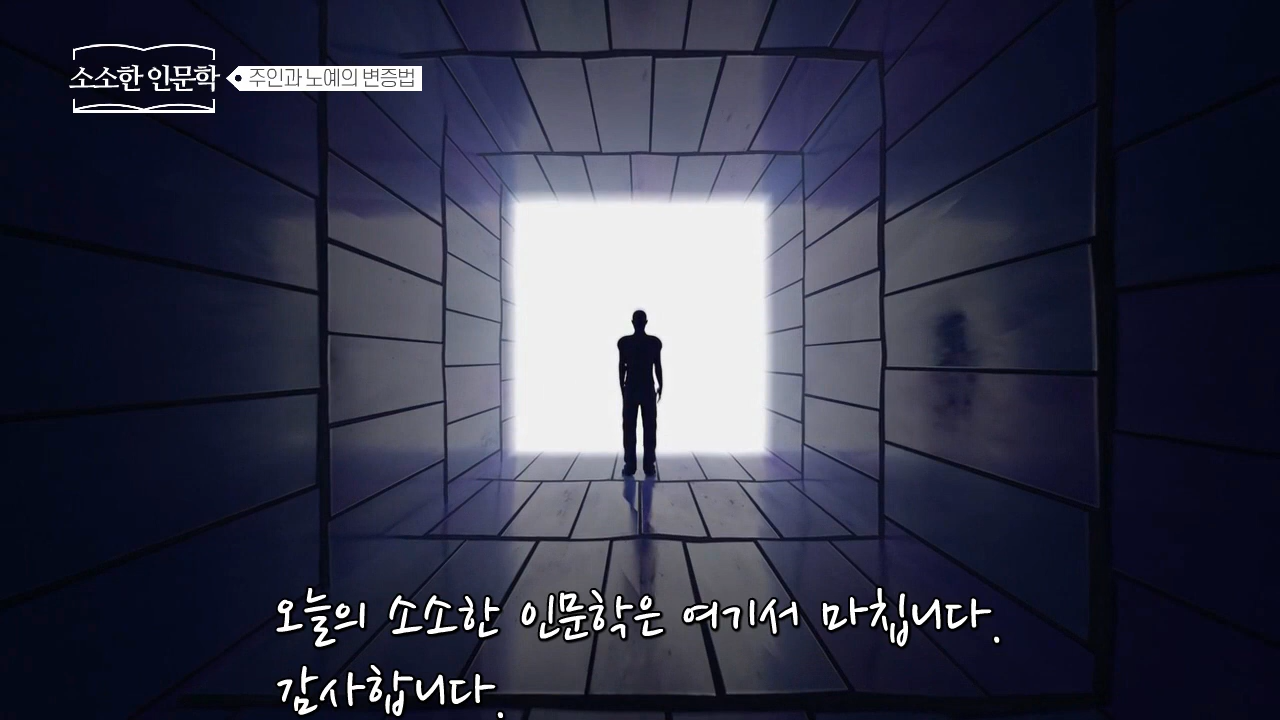 소소한 인문학
주인과 노예의 변증법
오늘의 소소한 인문학은 여기서 마칩니다.
감사합니다.